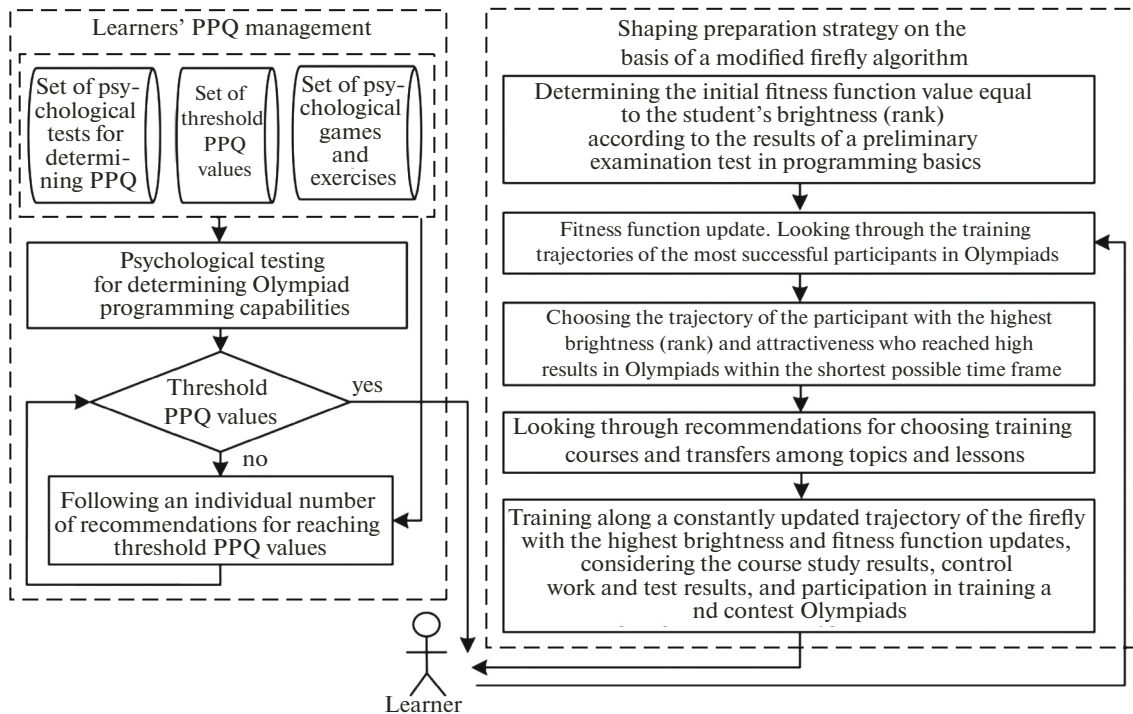 Learners’ PPQ management
Set of psy-
chological
tests for
determi-
ning PPQ
Set of
threshold
PPQ
values
Set of
psy-
chological
games
and
exercises
Psychological testing
for determining Olympiad
programming capabilities
Threshold
PPQ values
yes
no
Following an individual number
of recommendations for reaching
threshold PPQ values
Learner
Shaping preparation strategy on the
basis of a modified firefly algorithm
Determining the initial fitness function value equal
to the student’s brightness (rank)
according to the results of a preliminary
examination test in programming basics
Fitness function update. Looking through the training
trajectories of the most successful participants in Olympiads
Choosing the trajectory of the participant with the highest
brightness (rank) and attractiveness who reached high
results in Olympiads within the shortest possible time frame
Looking through recommendations for choosing training
courses and transfers among topics and lessons
Training along a constantly updated trajectory of the firefly
with the highest brightness and fitness function updates,
considering the course study results, control
work and test results, and participation in training a
nd contest Olympiads